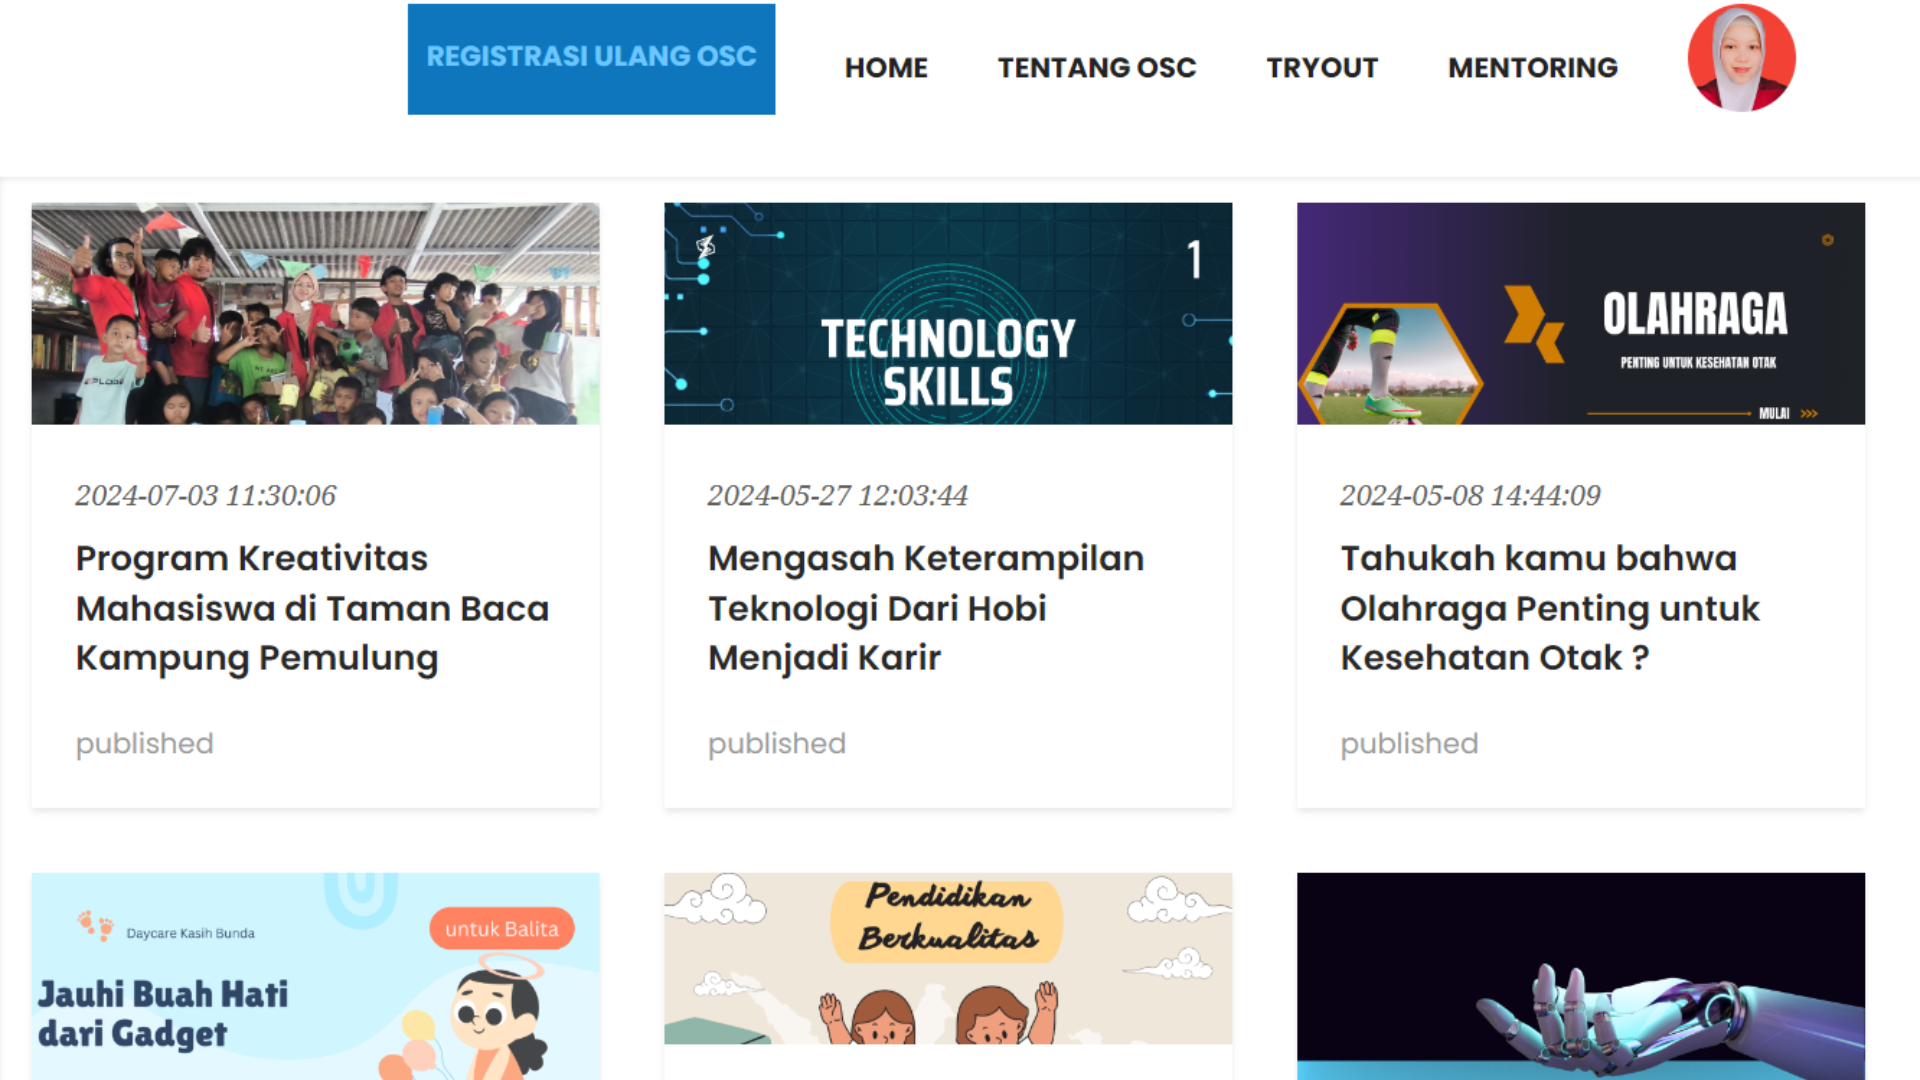 REGISTRASI ULANG OSC
HOME
TENTANG OSC
TRYOUT
MENTORING
1
TECHNOLOGY
SKILLS
OLAHRAGA
PENTING UNTUK KESEHATAN OTAK
MULAI
2024-07-03 11:30:06
Program Kreativitas
Mahasiswa di Taman Baca
Kampung Pemulung
published
2024-05-27 12:03:44
Mengasah Keterampilan
Teknologi Dari Hobi
Menjadi Karir
published
2024-05-08 14:44:09
Tahukah kamu bahwa
Olahraga Penting untuk
Kesehatan Otak ?
published
Daycare Kasih Bunda
untuk Balita
Jauhi Buah Hati
dari Gadget
Pendidikan
Berkualitas